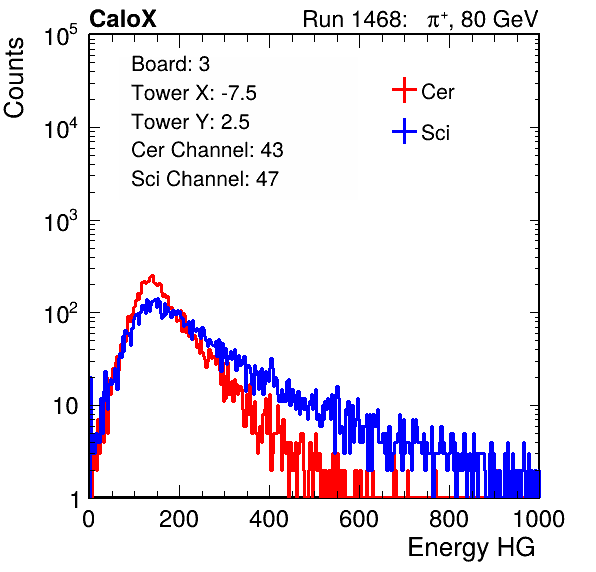 CaloX Run 1468: π⁺, 80 GeV
Counts
10⁵
10⁴
10³
10²
10
1
Board: 3
Tower X: -7.5
Tower Y: 2.5
Cer Channel: 43
Sci Channel: 47
Cer
Sci
0 200 400 600 800 1000
Energy HG